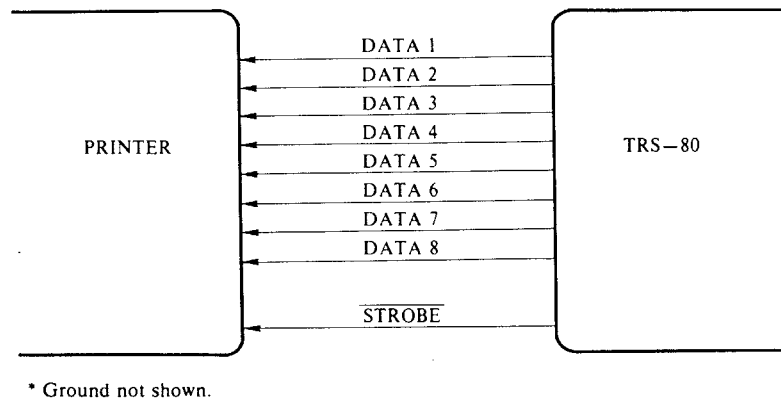 DATA 1
DATA 2
DATA 3
DATA 4
PRINTER
TRS–80
DATA 5
DATA 6
DATA 7
DATA 8
STROBE
* Ground not shown.